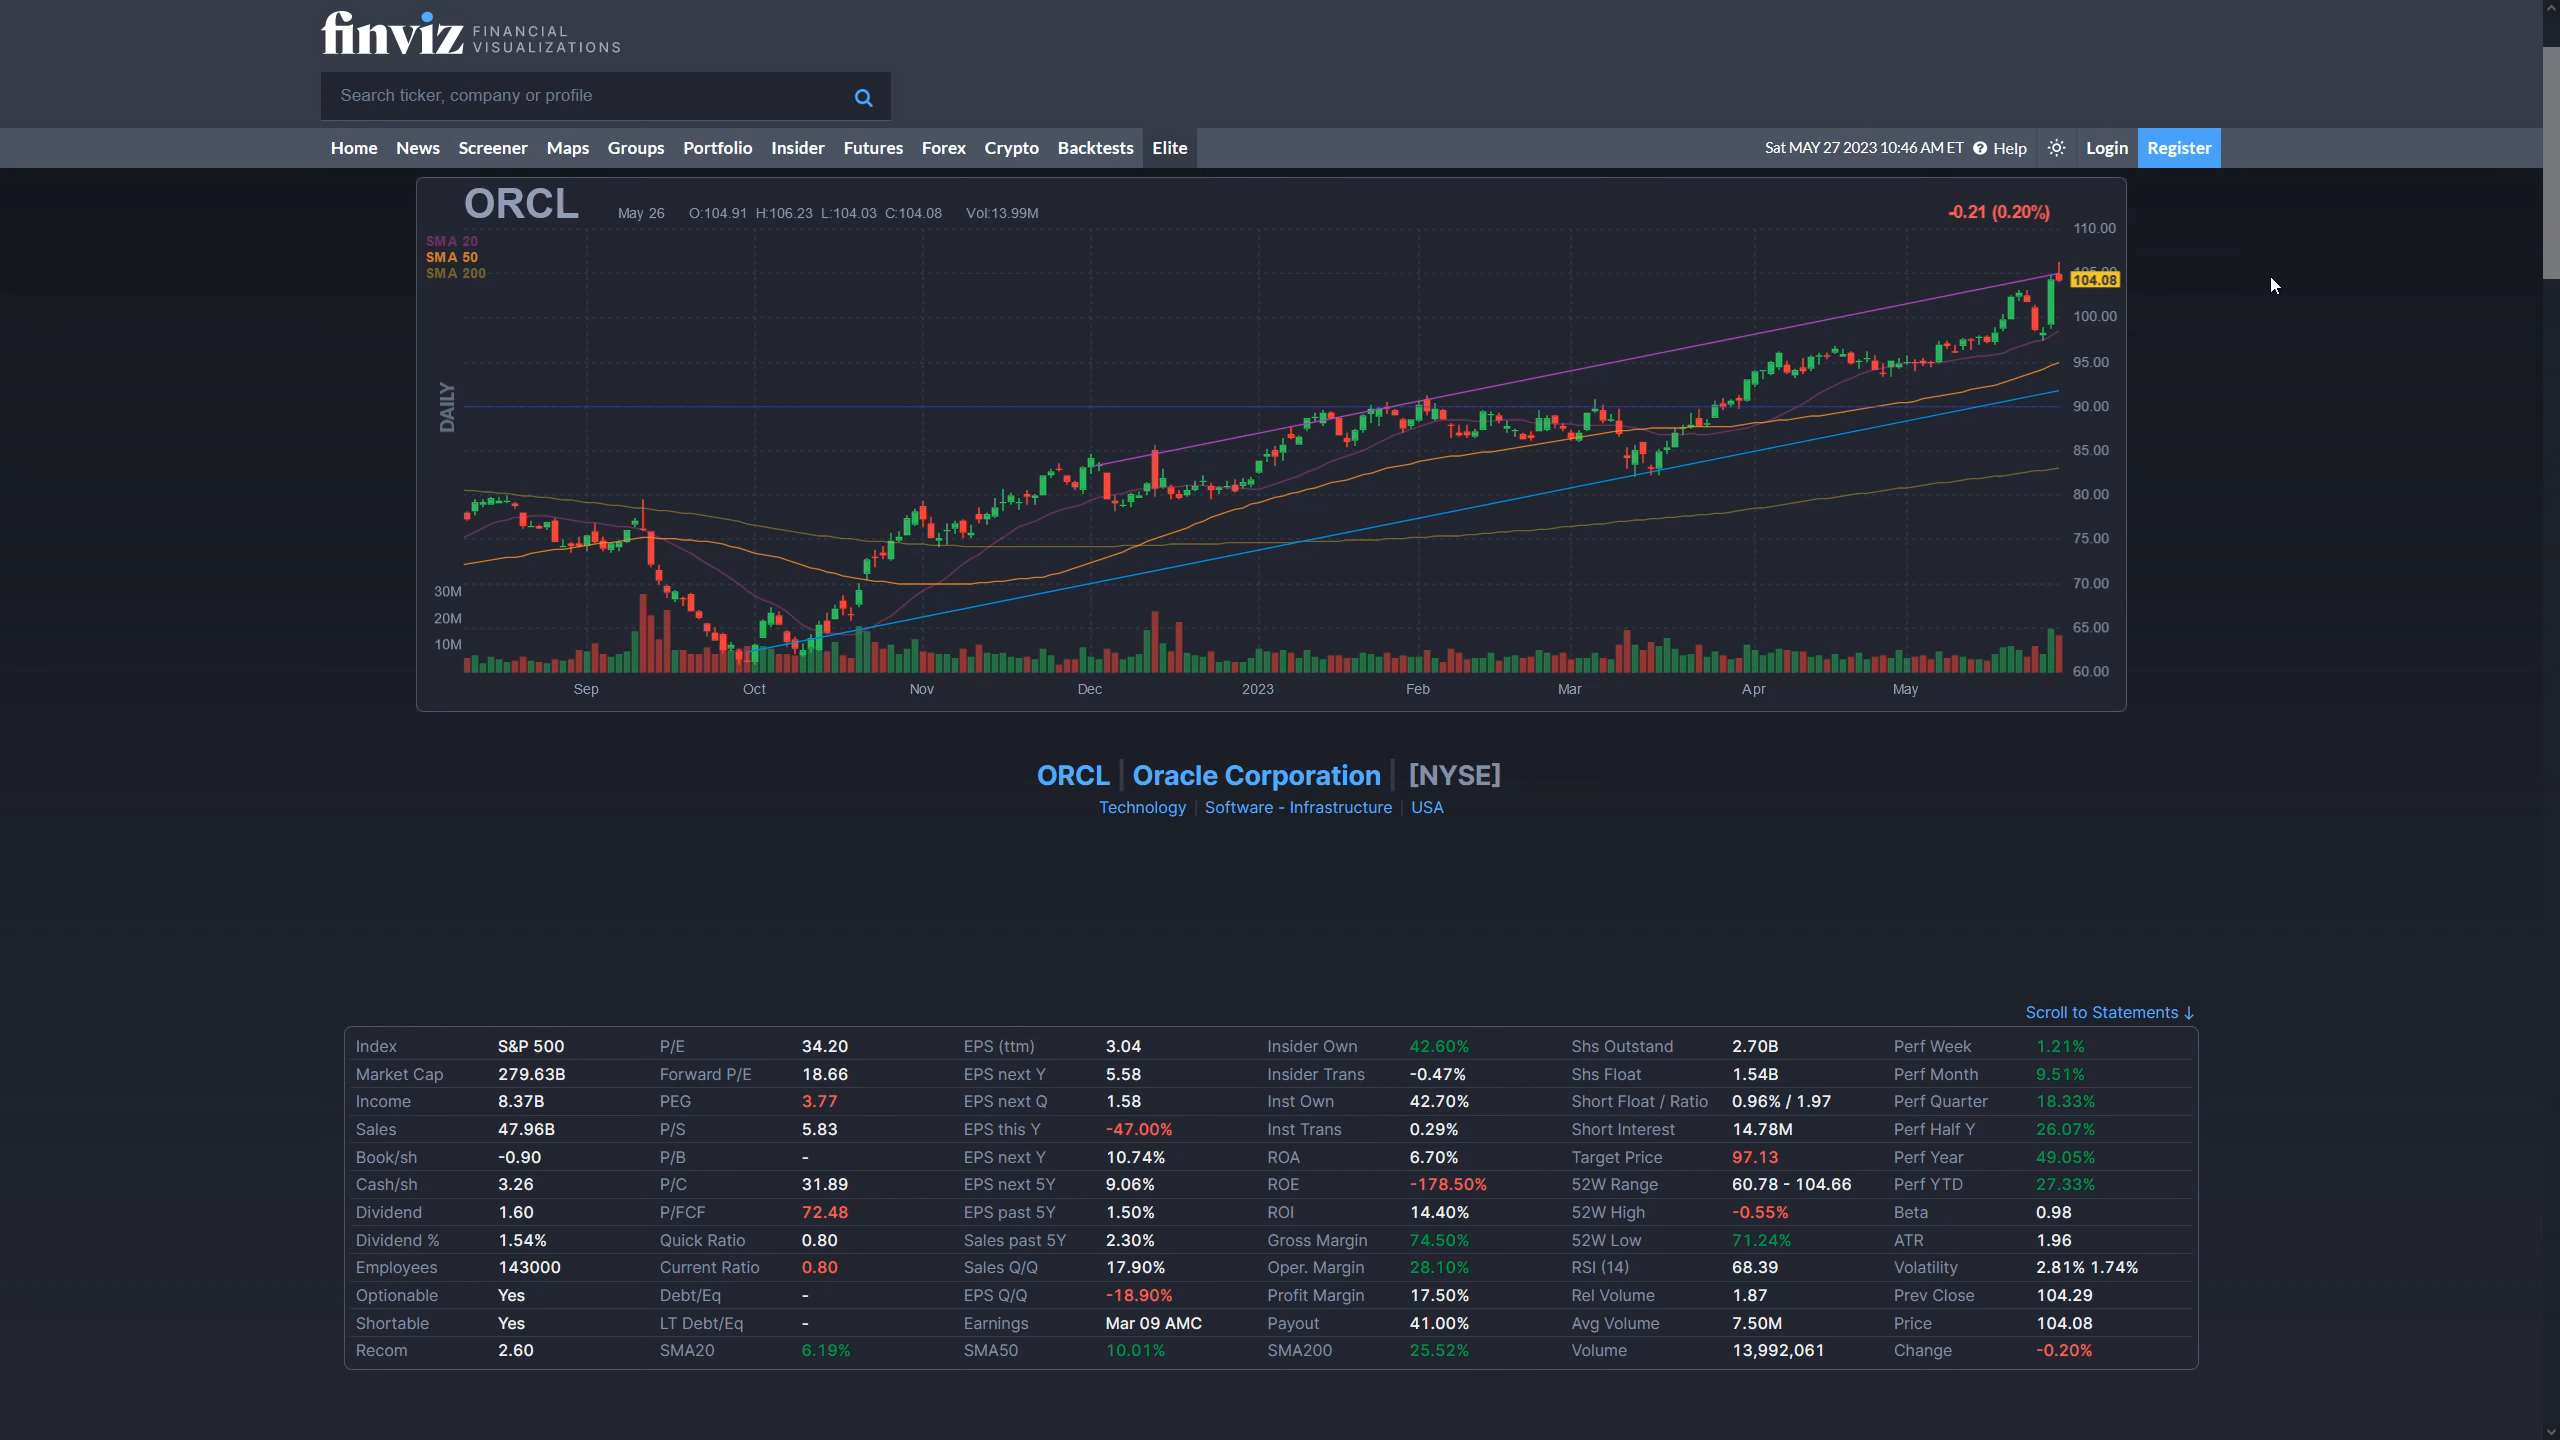 finviz FINANCIAL VISUALIZATIONS
Search ticker, company or profile
Home News Screener Maps Groups Portfolio Insider Futures Forex Crypto Backtests Elite Sat MAY 27 2023 10:46 AM ET Help Login Register
ORCL May 26 O:104.91 H:106.23 L:104.03 C:104.08 Vol:13.99M -0.21 (0.20%)
SMA 20
SMA 50
SMA 200
DAILY
110.00
105.00
104.08
100.00
95.00
90.00
85.00
80.00
75.00
70.00
65.00
60.00
30M
20M
10M
Sep Oct Nov Dec 2023 Feb Mar Apr May
ORCL | Oracle Corporation | [NYSE]
Technology | Software - Infrastructure | USA
Scroll to Statements ↓
Index S&P 500 P/E 34.20 EPS (ttm) 3.04 Insider Own 42.60% Shs Outstand 2.70B Perf Week 1.21%
Market Cap 279.63B Forward P/E 18.66 EPS next Y 5.58 Insider Trans -0.47% Shs Float 1.54B Perf Month 9.51%
Income 8.37B PEG 3.77 EPS next Q 1.58 Inst Own 42.70% Short Float / Ratio 0.96% / 1.97 Perf Quarter 18.33%
Sales 47.96B P/S 5.83 EPS this Y -47.00% Inst Trans 0.29% Short Interest 14.78M Perf Half Y 26.07%
Book/sh -0.90 P/B - EPS next Y 10.74% ROA 6.70% Target Price 97.13 Perf Year 49.05%
Cash/sh 3.26 P/C 31.89 EPS next 5Y 9.06% ROE -178.50% 52W Range 60.78 - 104.66 Perf YTD 27.33%
Dividend 1.60 P/FCF 72.48 EPS past 5Y 1.50% ROI 14.40% 52W High -0.55% Beta 0.98
Dividend % 1.54% Quick Ratio 0.80 Sales past 5Y 2.30% Gross Margin 74.50% 52W Low 71.24% ATR 1.96
Employees 143000 Current Ratio 0.80 Sales Q/Q 17.90% Oper. Margin 28.10% RSI (14) 68.39 Volatility 2.81% 1.74%
Optionable Yes Debt/Eq - EPS Q/Q -18.90% Profit Margin 17.50% Rel Volume 1.87 Prev Close 104.29
Shortable Yes LT Debt/Eq - Earnings Mar 09 AMC Payout 41.00% Avg Volume 7.50M Price 104.08
Recom 2.60 SMA20 6.19% SMA50 10.01% SMA200 25.52% Volume 13,992,061 Change -0.20%